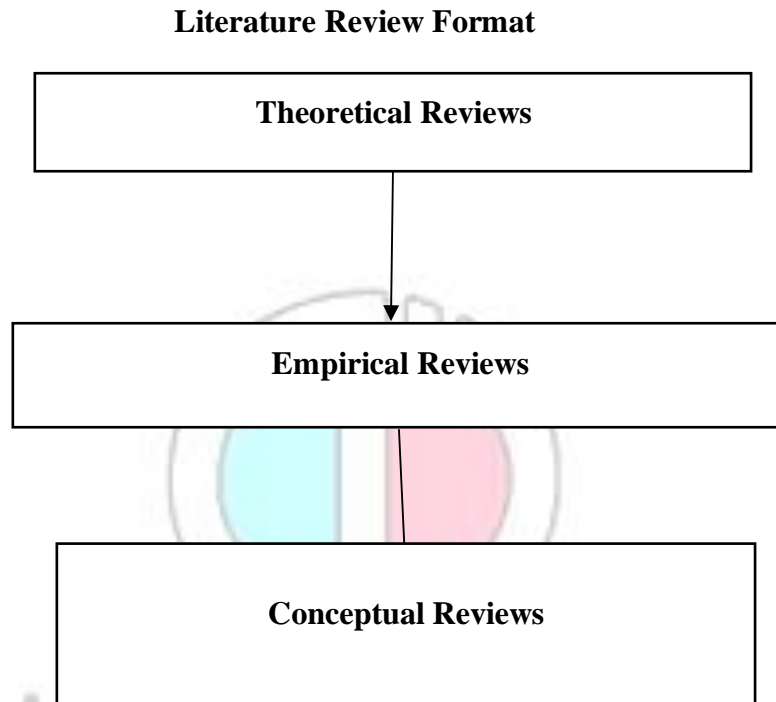 Literature Review Format
Theoretical Reviews
Empirical Reviews
Conceptual Reviews